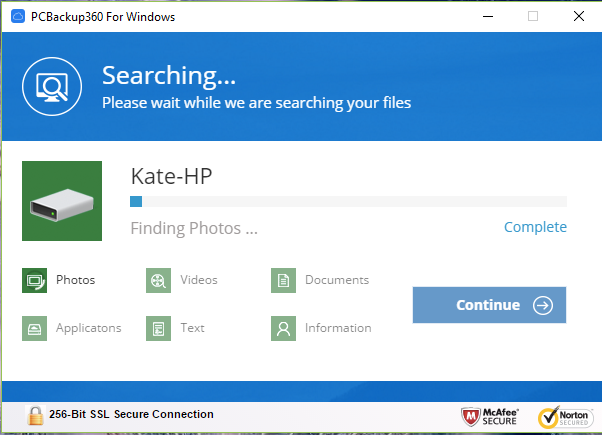 PCBackup360 For Windows
Searching...
Please wait while we are searching your files
Kate-HP
Finding Photos ...
Complete
Photos
Videos
Documents
Applicatons
Text
Information
Continue
256-Bit SSL Secure Connection
McAfee
SECURE
Norton
SECURED